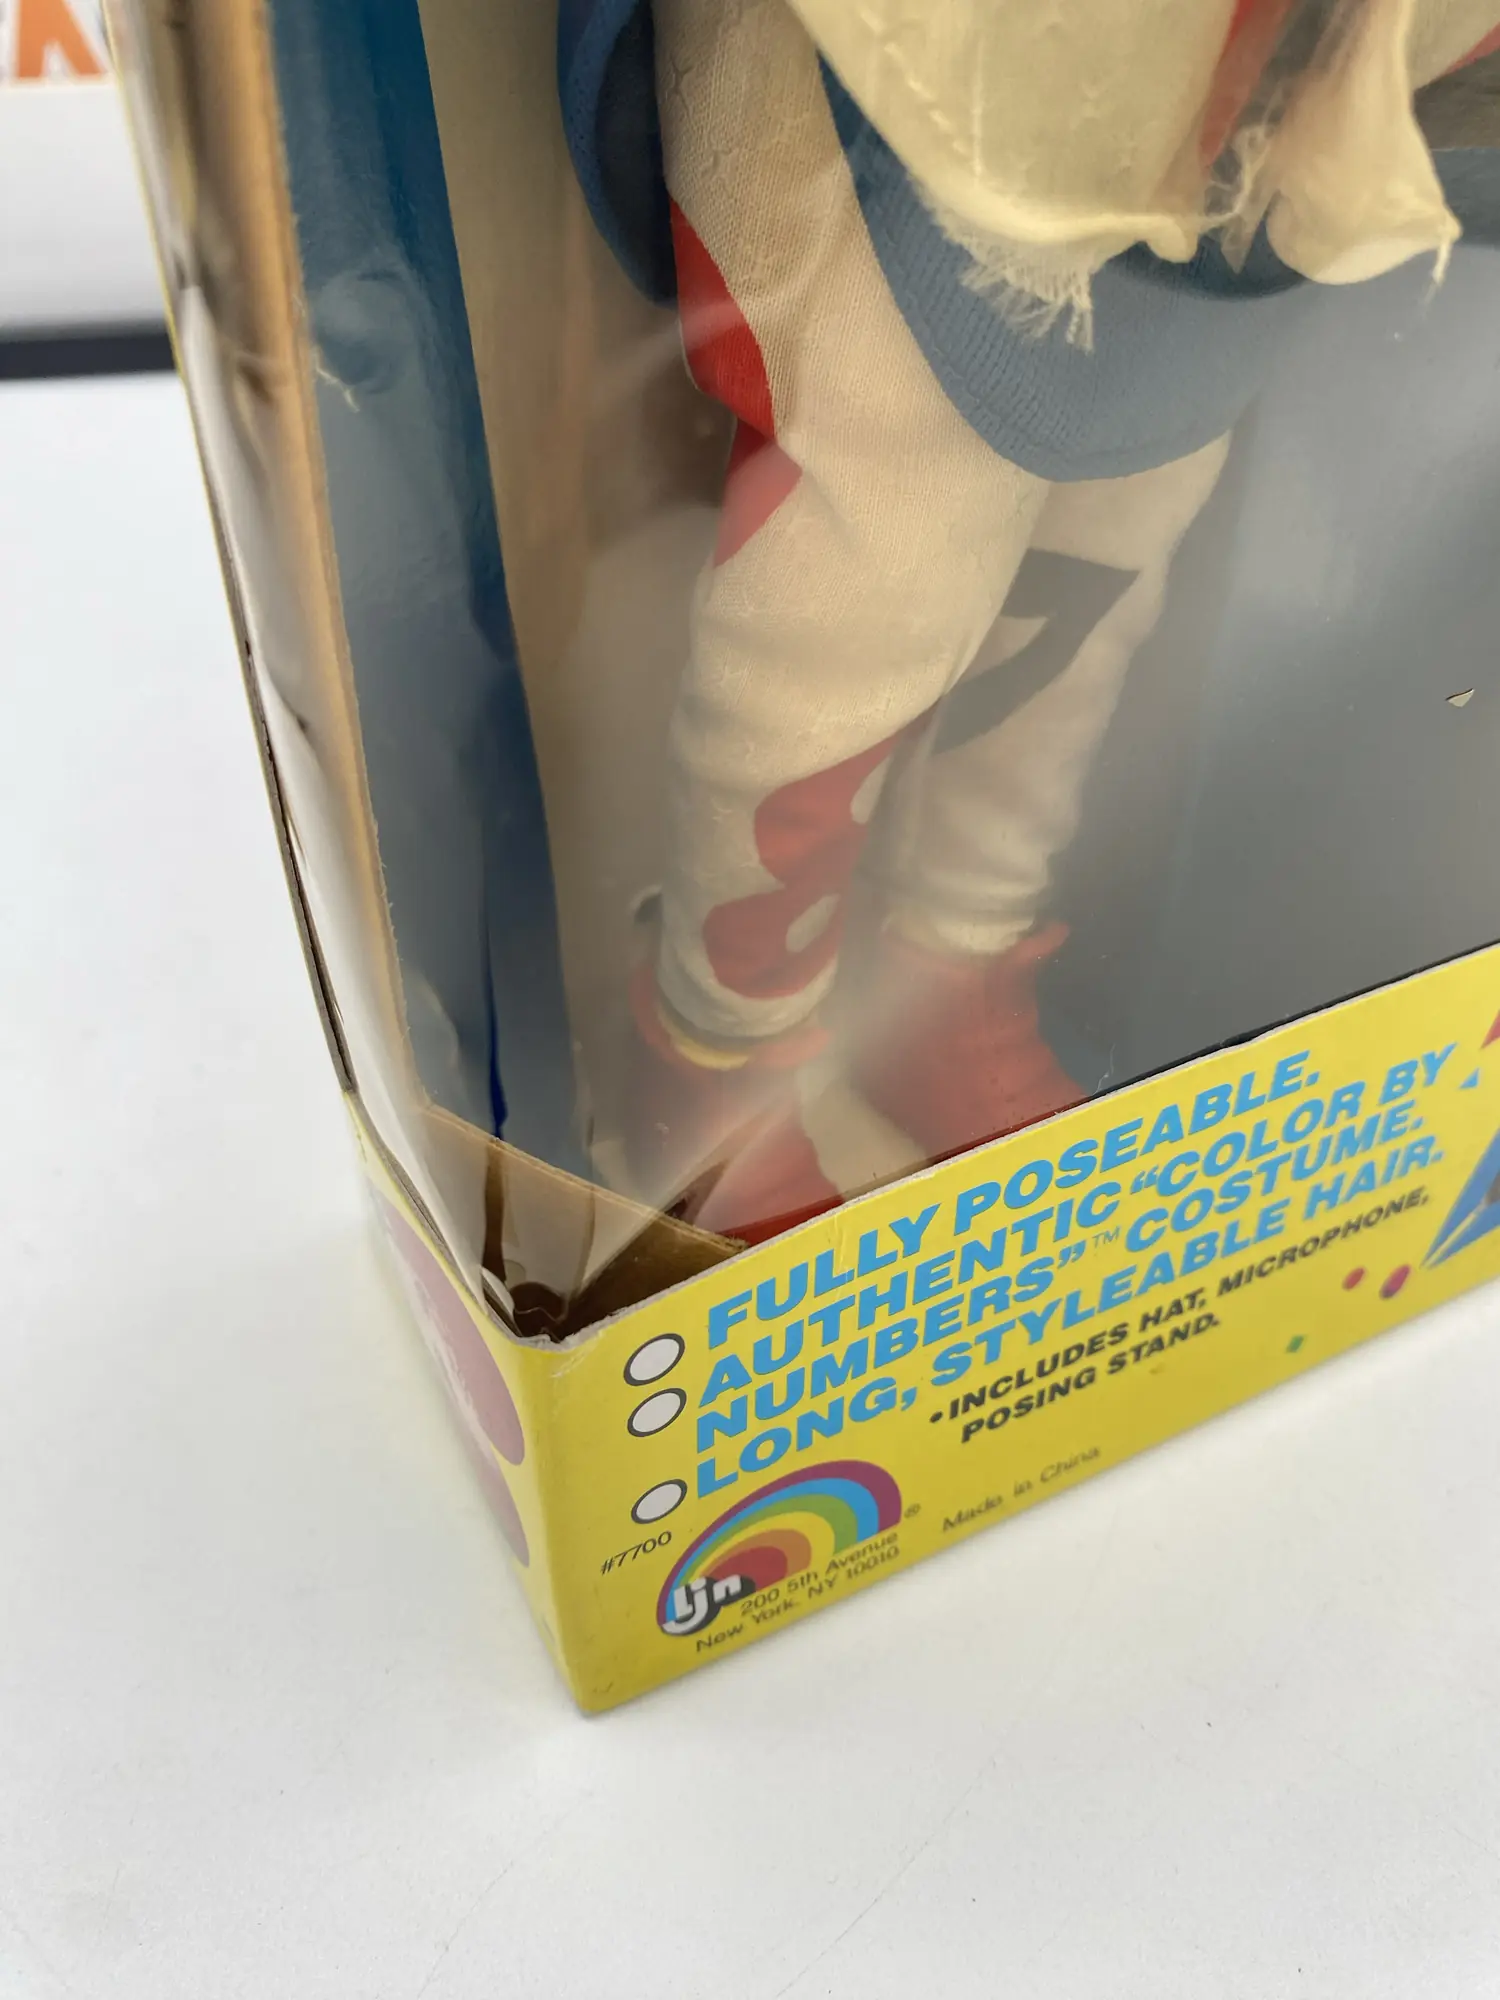 FULLY POSEABLE.
AUTHENTIC "COLOR BY
NUMBERS"™ COSTUME.
LONG, STYLEABLE HAIR.
•INCLUDES HAT, MICROPHONE,
POSING STAND.
#7700
ljn ®
200 5th Avenue
New York, NY 10010
Made in China
7